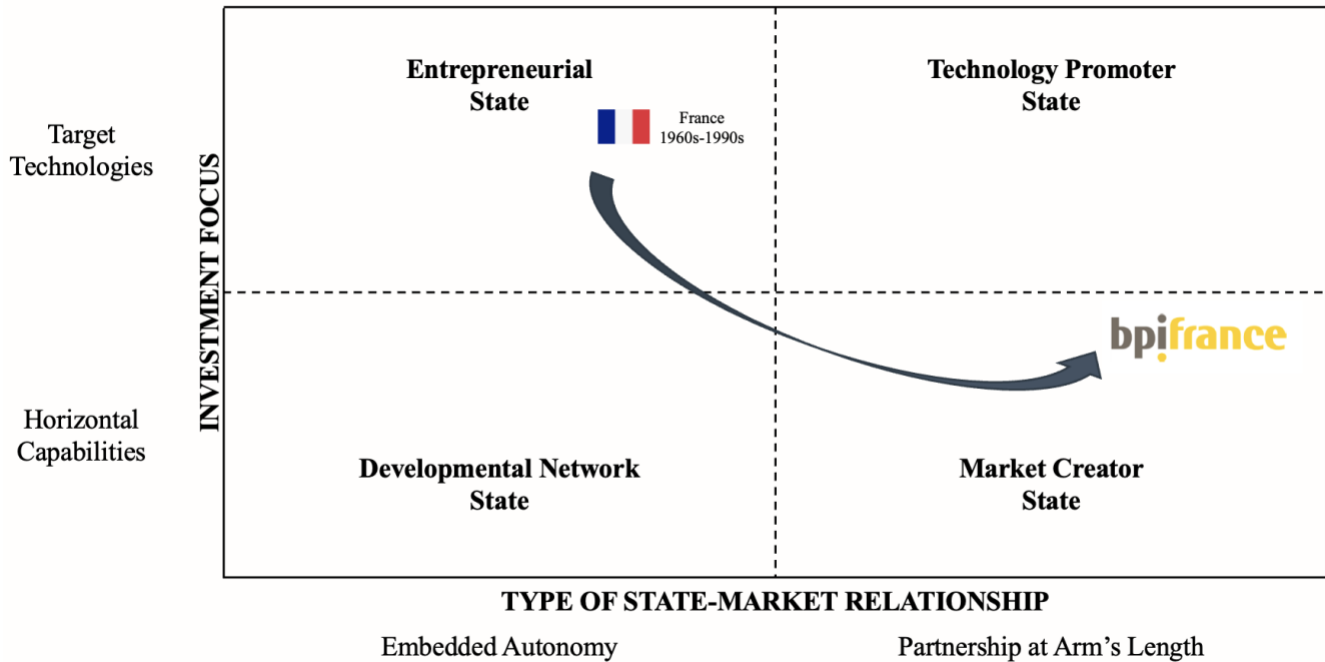 Entrepreneurial
State
Technology Promoter
State
France
1960s-1990s
Target
Technologies
INVESTMENT FOCUS
bpifrance
Horizontal
Capabilities
Developmental Network
State
Market Creator
State
TYPE OF STATE-MARKET RELATIONSHIP
Embedded Autonomy
Partnership at Arm's Length